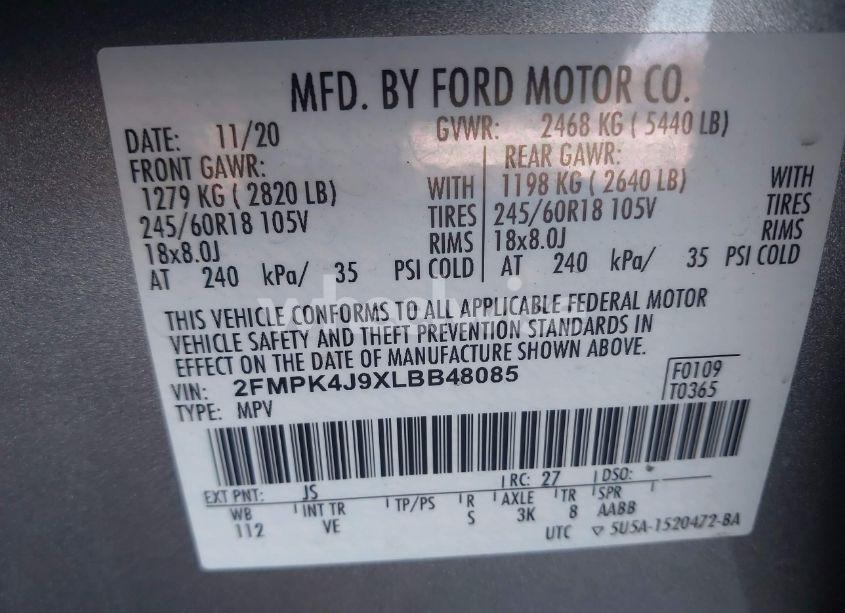 MFD. BY FORD MOTOR CO.
DATE: 11/20 GVWR: 2468 KG ( 5440 LB)
FRONT GAWR: REAR GAWR:
1279 KG ( 2820 LB) WITH 1198 KG ( 2640 LB) WITH
245/60R18 105V TIRES 245/60R18 105V TIRES
18x8.0J RIMS 18x8.0J RIMS
AT 240 kPa/ 35 PSI COLD AT 240 kPa/ 35 PSI COLD
THIS VEHICLE CONFORMS TO ALL APPLICABLE FEDERAL MOTOR
VEHICLE SAFETY AND THEFT PREVENTION STANDARDS IN
EFFECT ON THE DATE OF MANUFACTURE SHOWN ABOVE.
VIN: 2FMPK4J9XLBB48085 F0109
TYPE: MPV T0365
EXT PNT: JS RC: 27 DSO:
WB INT TR TP/PS R AXLE TR SPR
112 VE S 3K 8 AABB
UTC ▽ 5U5A-1520472-BA